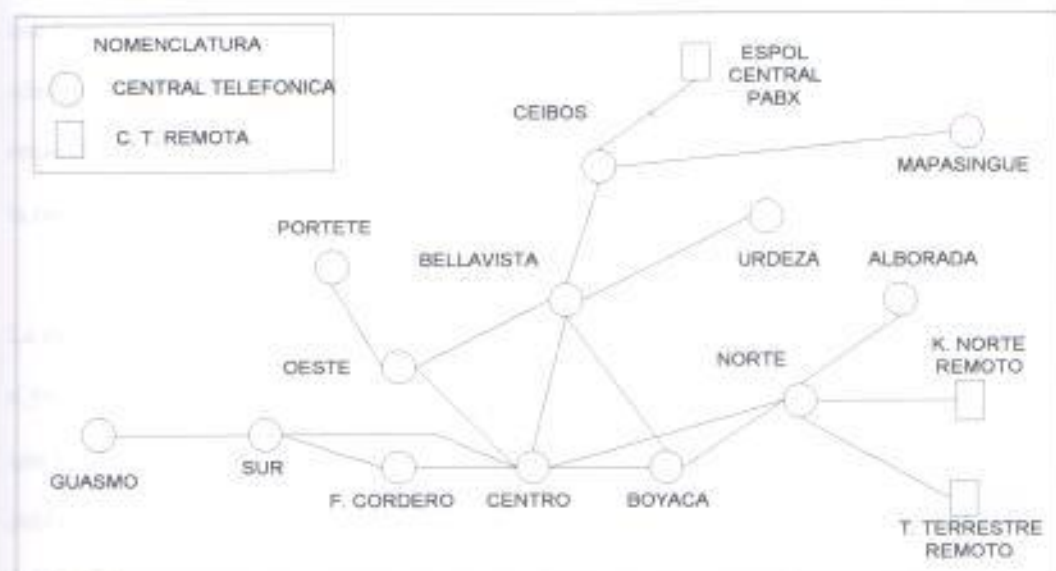 NOMENCLATURA
CENTRAL TELEFONICA
C. T. REMOTA
ESPOL
CENTRAL
PABX
CEIBOS
MAPASINGUE
PORTETE
BELLAVISTA
URDEZA
ALBORADA
OESTE
NORTE
K. NORTE
REMOTO
GUASMO
SUR
F. CORDERO
CENTRO
BOYACA
T. TERRESTRE
REMOTO